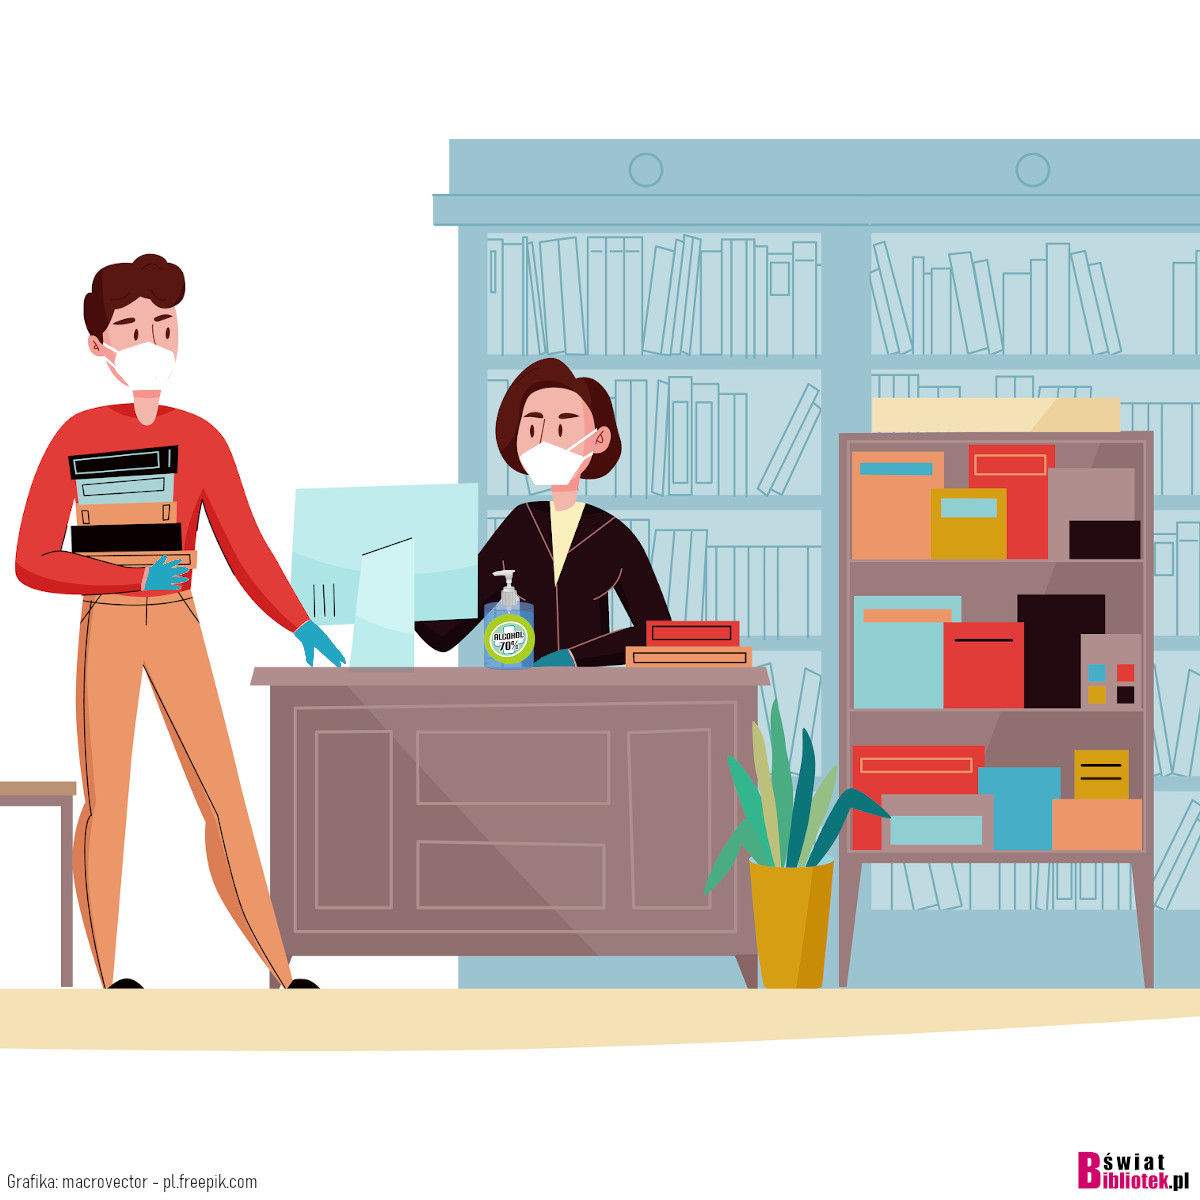 ALCOHOL
70%
Grafika: macrovector - pl.freepik.com
Świat
Bibliotek.pl